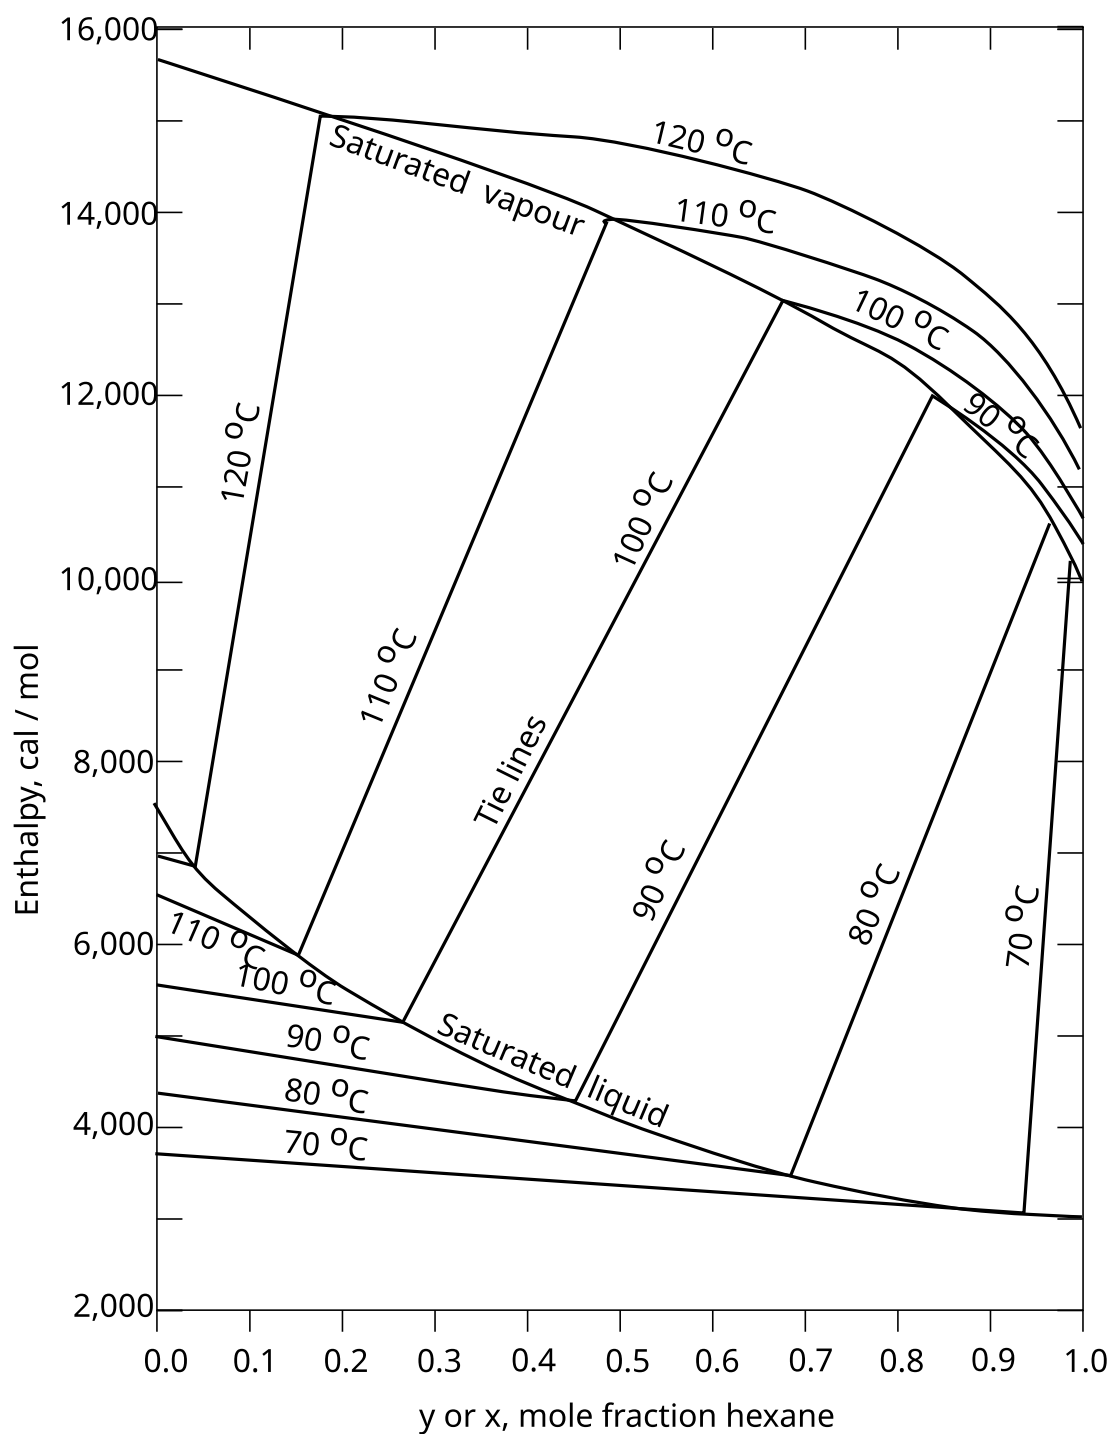 16,000
14,000
12,000
10,000
8,000
6,000
4,000
2,000
Enthalpy, cal / mol
120 °C
110 °C
100 °C
90 °C
Saturated vapour
120 °C
110 °C
100 °C
Tie lines
90 °C
80 °C
70 °C
110 °C
100 °C
90 °C
80 °C
70 °C
Saturated liquid
0.0 0.1 0.2 0.3 0.4 0.5 0.6 0.7 0.8 0.9 1.0
y or x, mole fraction hexane